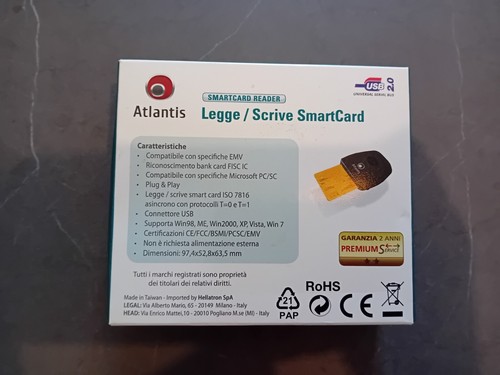 Atlantis
SMARTCARD READER
Legge / Scrive SmartCard
USB 2.0
UNIVERSAL SERIAL BUS
Caratteristiche
• Compatibile con specifiche EMV
• Riconoscimento bank card FISC IC
• Compatibile con specifiche Microsoft PC/SC
• Plug & Play
• Legge / scrive smart card ISO 7816
asincrono con protocolli T=0 e T=1
• Connettore USB
• Supporta Win98, ME, Win2000, XP, Vista, Win 7
• Certificazioni CE/FCC/BSMI/PCSC/EMV
• Non è richiesta alimentazione esterna
• Dimensioni: 97,4x52,8x63,5 mm
GARANZIA 2 ANNI
PREMIUM Service
Tutti i marchi registrati sono proprietà
dei titolari dei relativi diritti.
Made in Taiwan - Imported by Hellatron SpA
LEGAL: Via Alberto Mario, 65 - 20149 Milano - Italy
HEAD: Via Enrico Mattei,10 - 20010 Pogliano M.se (MI) - Italy
21
PAP
RoHS
CE